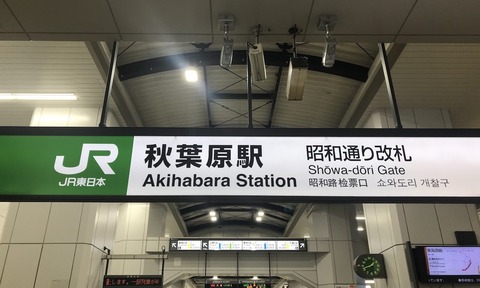 JR
JR東日本
秋葉原駅
Akihabara Station
昭和通り改札
Shōwa-dōri Gate
昭和路检票口 쇼와도리 개찰구